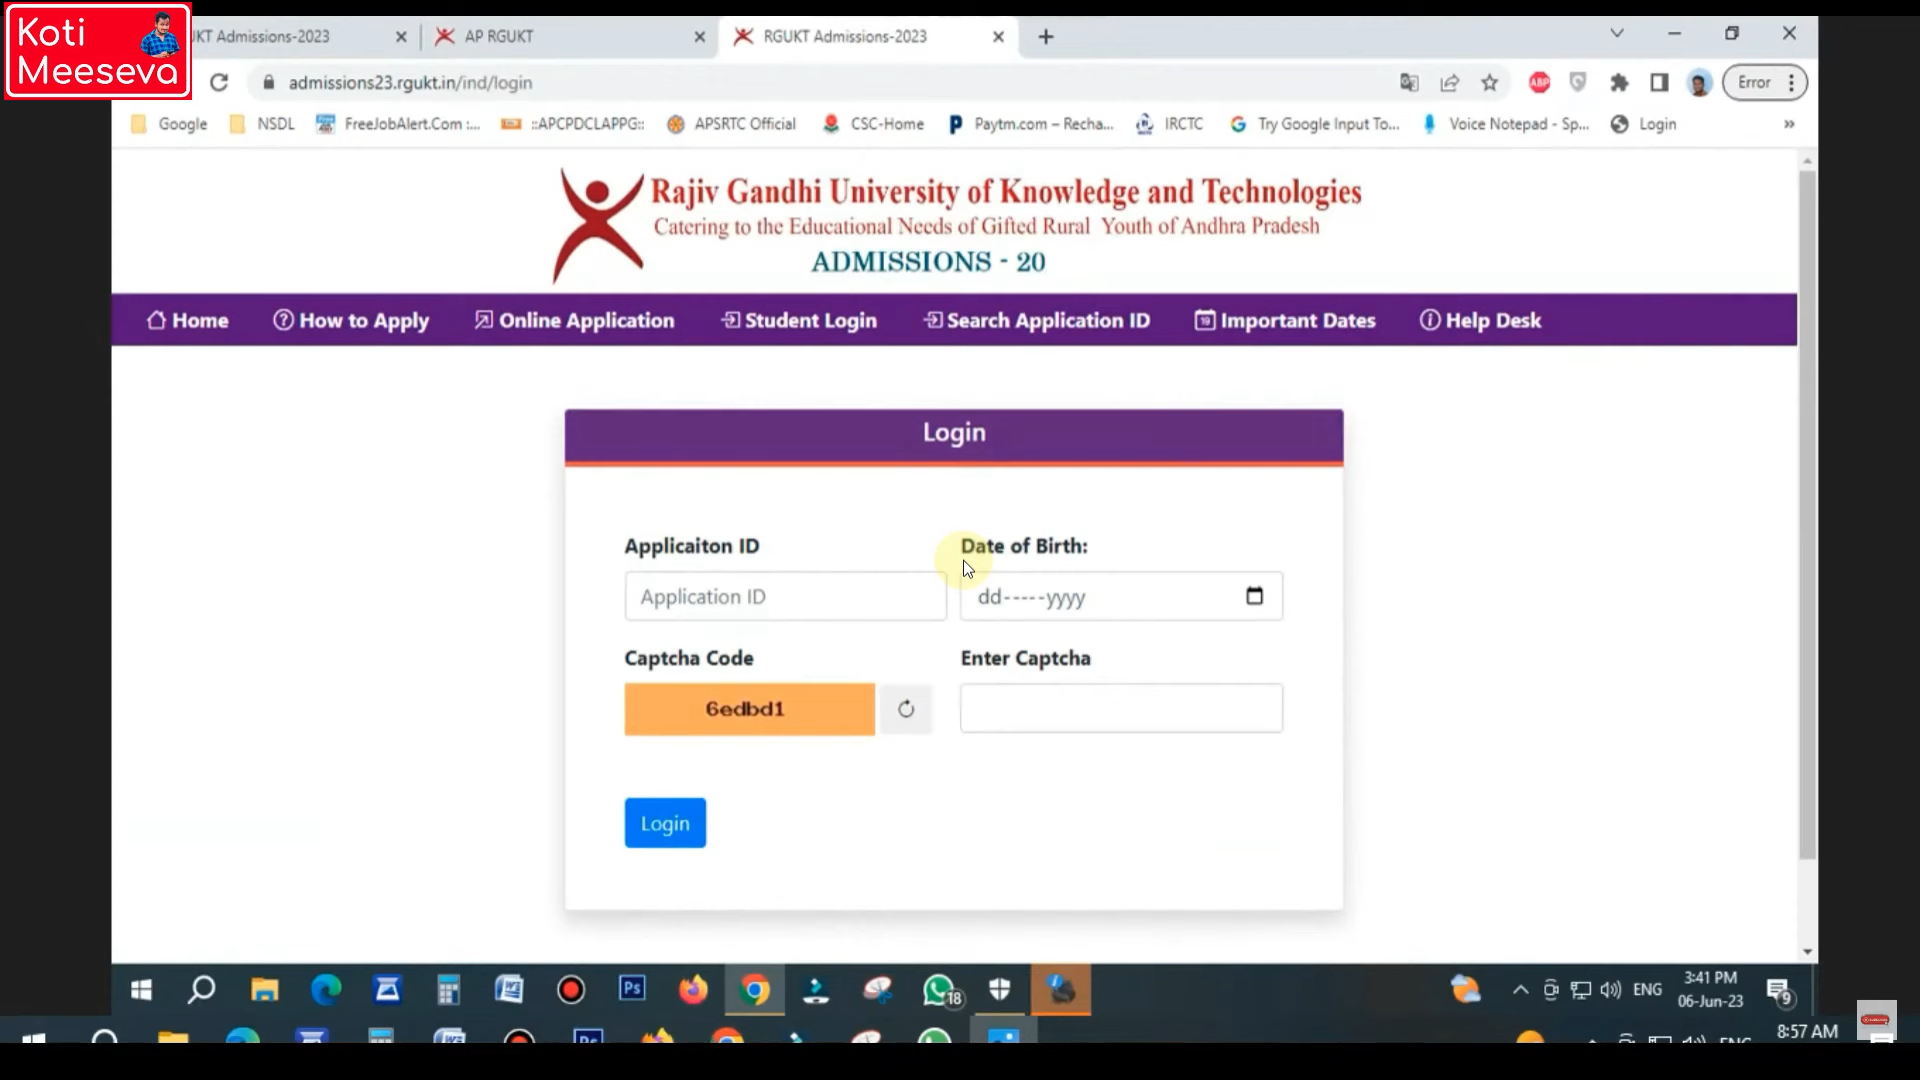 Koti
Meeseva
UKT Admissions-2023
AP RGUKT
RGUKT Admissions-2023
admissions23.rgukt.in/ind/login
Error
Google
NSDL
FreeJobAlert.Com :...
::APCPDCLAPPG::
APSRTC Official
CSC-Home
Paytm.com – Recha...
IRCTC
Try Google Input To...
Voice Notepad - Sp...
Login
»
Rajiv Gandhi University of Knowledge and Technologies
Catering to the Educational Needs of Gifted Rural Youth of Andhra Pradesh
ADMISSIONS - 20
Home
How to Apply
Online Application
Student Login
Search Application ID
Important Dates
Help Desk
Login
Applicaiton ID
Date of Birth:
Application ID
dd-----yyyy
Captcha Code
Enter Captcha
6edbd1
Login
Ps
18
ENG
3:41 PM
06-Jun-23
9
8:57 AM